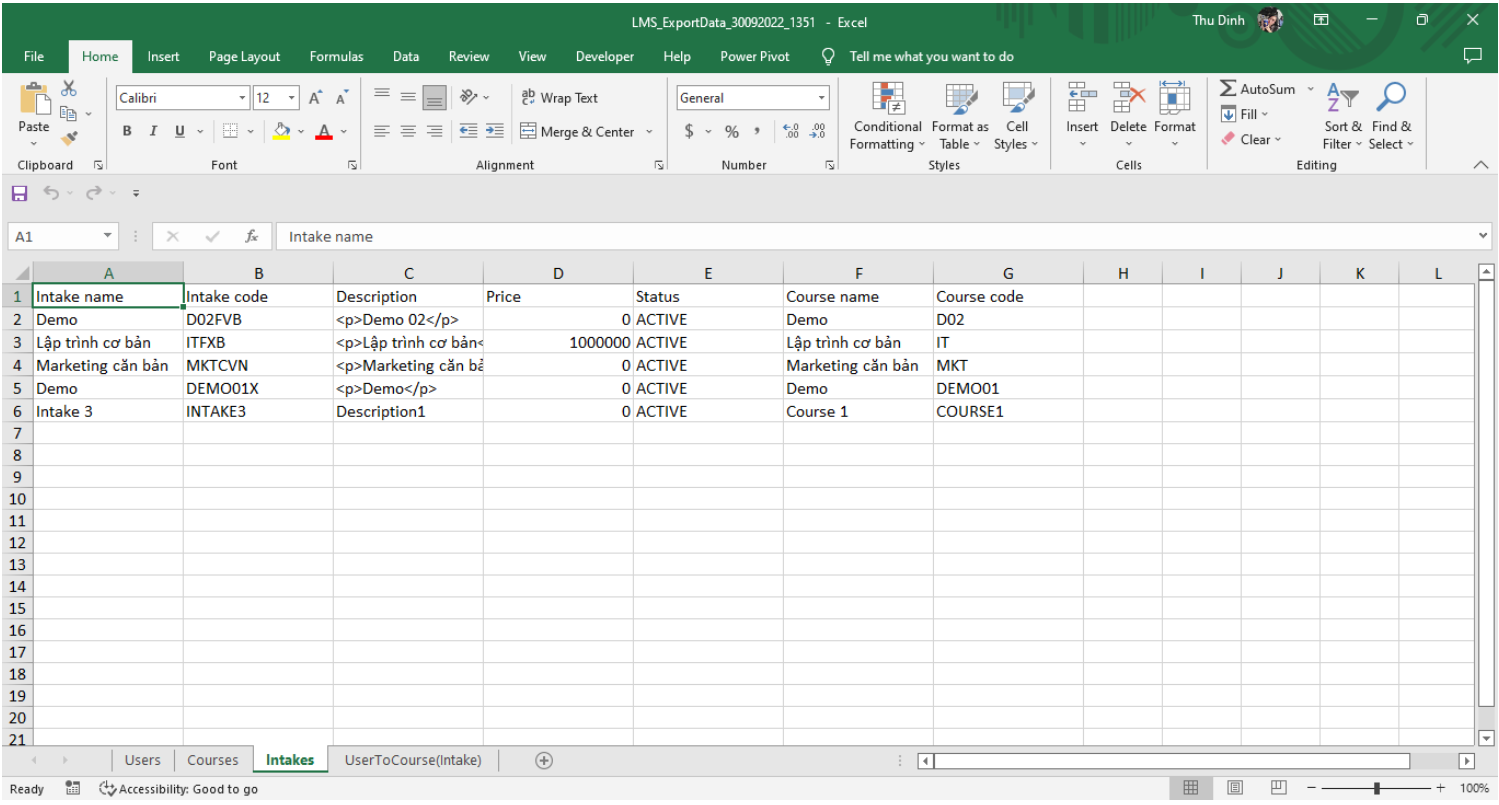 LMS_ExportData_30092022_1351 - Excel
Thu Dinh
File Home Insert Page Layout Formulas Data Review View Developer Help Power Pivot Tell me what you want to do
Calibri 12 ab Wrap Text General AutoSum
Paste B I U Merge & Center $ % Conditional Formatting Format as Table Cell Styles Insert Delete Format Fill Clear Sort & Filter Find & Select
Clipboard Font Alignment Number Styles Cells Editing
A1 fx Intake name
A B C D E F G H I J K L
1 Intake name Intake code Description Price Status Course name Course code
2 Demo D02FVB <p>Demo 02</p> 0 ACTIVE Demo D02
3 Lập trình cơ bản ITFXB <p>Lập trình cơ bản< 1000000 ACTIVE Lập trình cơ bản IT
4 Marketing căn bản MKTCVN <p>Marketing căn bả 0 ACTIVE Marketing căn bản MKT
5 Demo DEMO01X <p>Demo</p> 0 ACTIVE Demo DEMO01
6 Intake 3 INTAKE3 Description1 0 ACTIVE Course 1 COURSE1
7
8
9
10
11
12
13
14
15
16
17
18
19
20
21
Users Courses Intakes UserToCourse(Intake)
Ready Accessibility: Good to go 100%